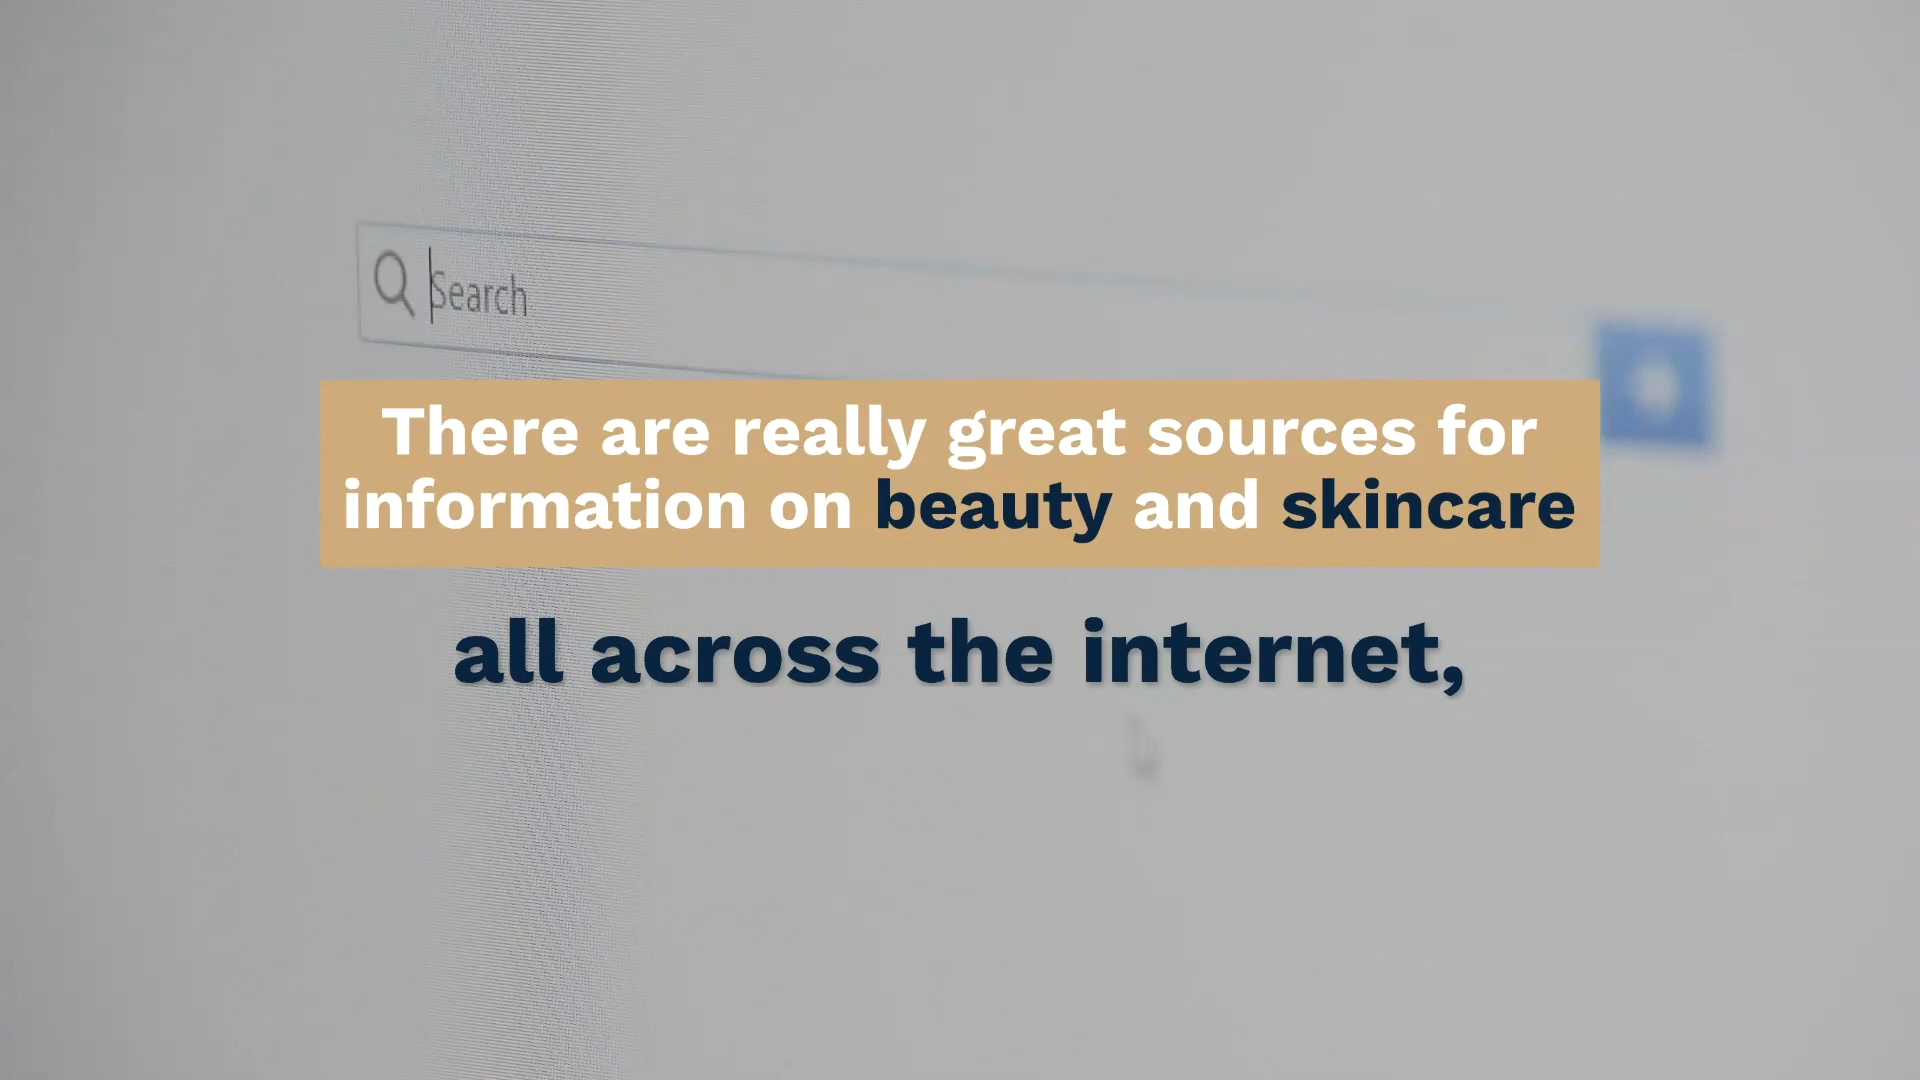 Search
There are really great sources for
information on beauty and skincare
all across the internet,